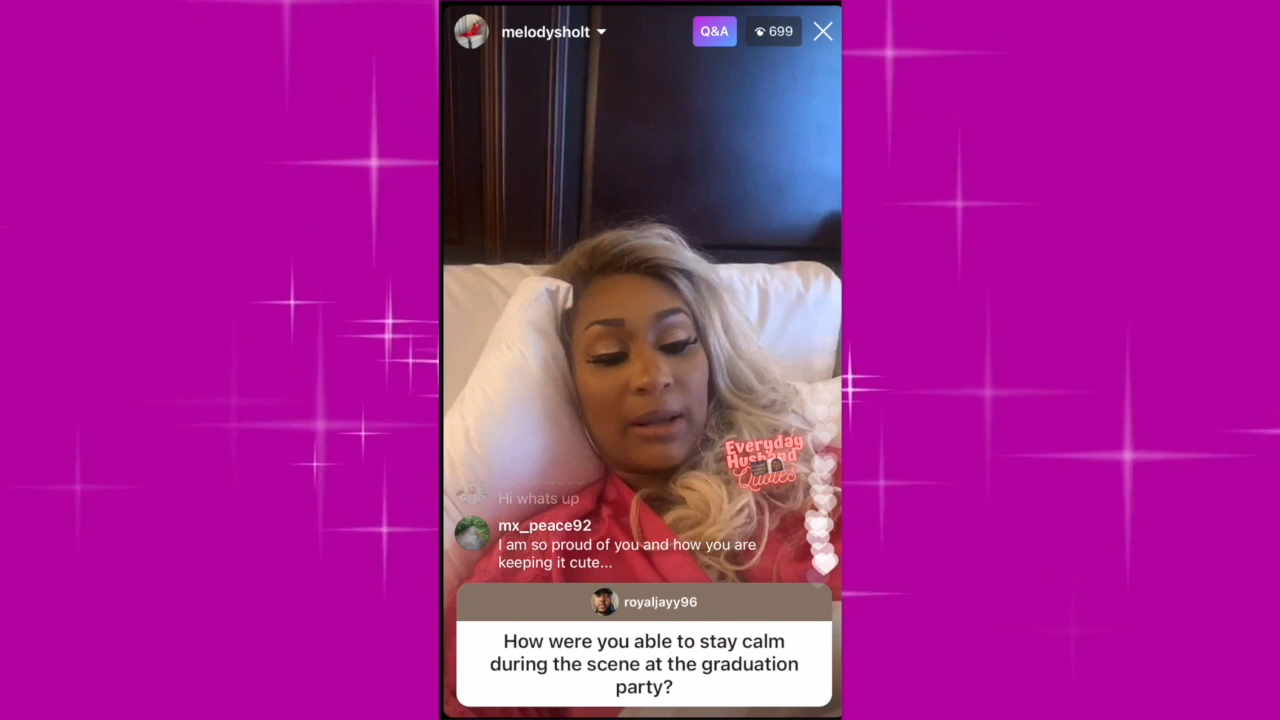 melodysholt
Q&A
699
Everyday
Husband
Quotes
Hi whats up
mx_peace92
I am so proud of you and how you are
keeping it cute...
royaljayy96
How were you able to stay calm
during the scene at the graduation
party?